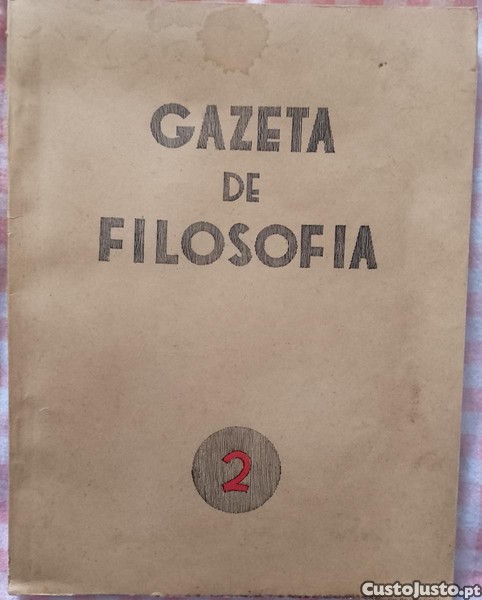 GAZETA
DE
FILOSOFIA
2
CustoJusto.pt